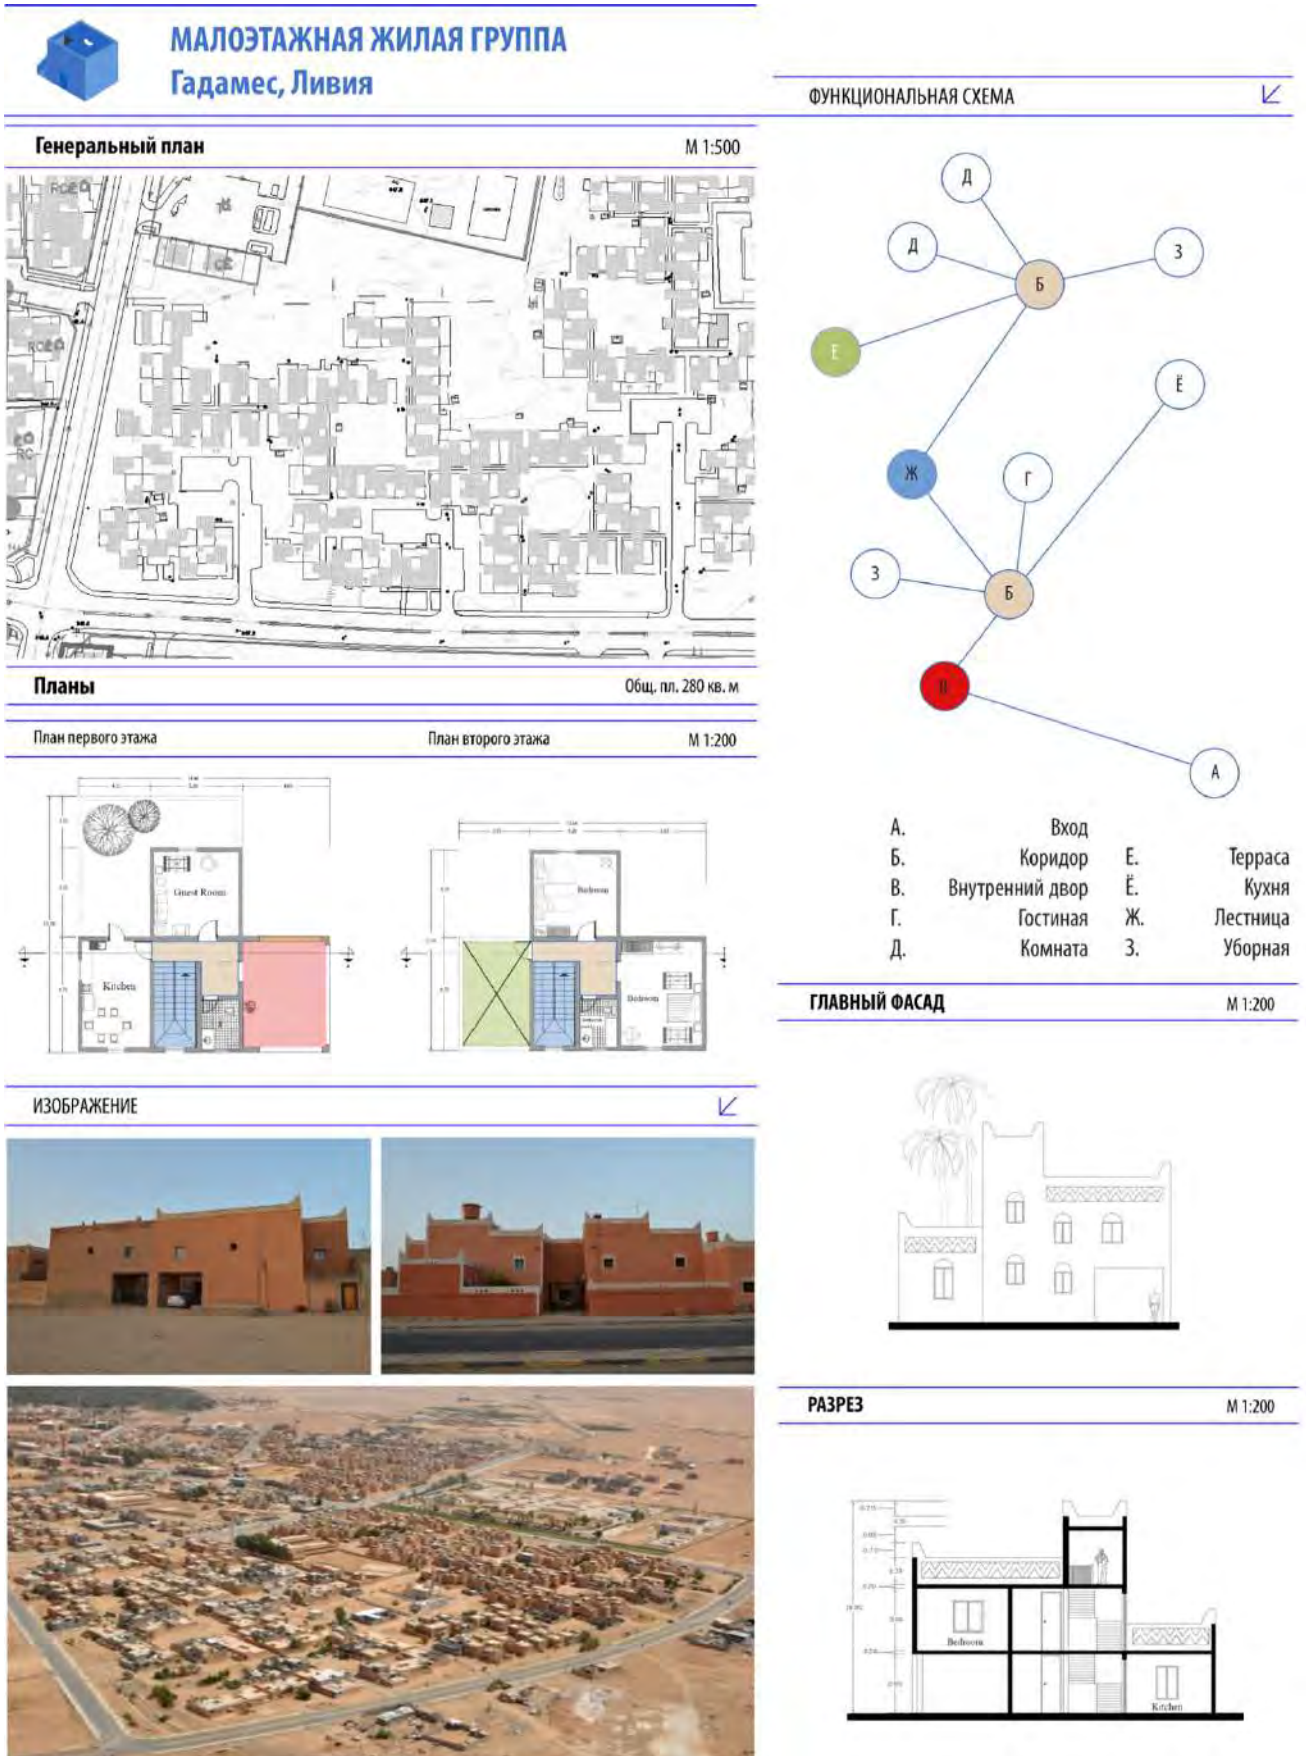 МАЛОЭТАЖНАЯ ЖИЛАЯ ГРУППА
Гадамес, Ливия
Генеральный план
М 1:500
Планы
Общ. пл. 280 кв. м
План первого этажа
План второго этажа
М 1:200
Guest Room
Kitchen
Bedroom
Bedroom
ИЗОБРАЖЕНИЕ
ФУНКЦИОНАЛЬНАЯ СХЕМА
Д
Д
З
Б
Е
Ё
Ж
Г
З
Б
А
А. Вход
Б. Коридор
В. Внутренний двор
Г. Гостиная
Д. Комната
Е. Терраса
Ё. Кухня
Ж. Лестница
З. Уборная
ГЛАВНЫЙ ФАСАД
М 1:200
РАЗРЕЗ
М 1:200
Bedroom
Kitchen